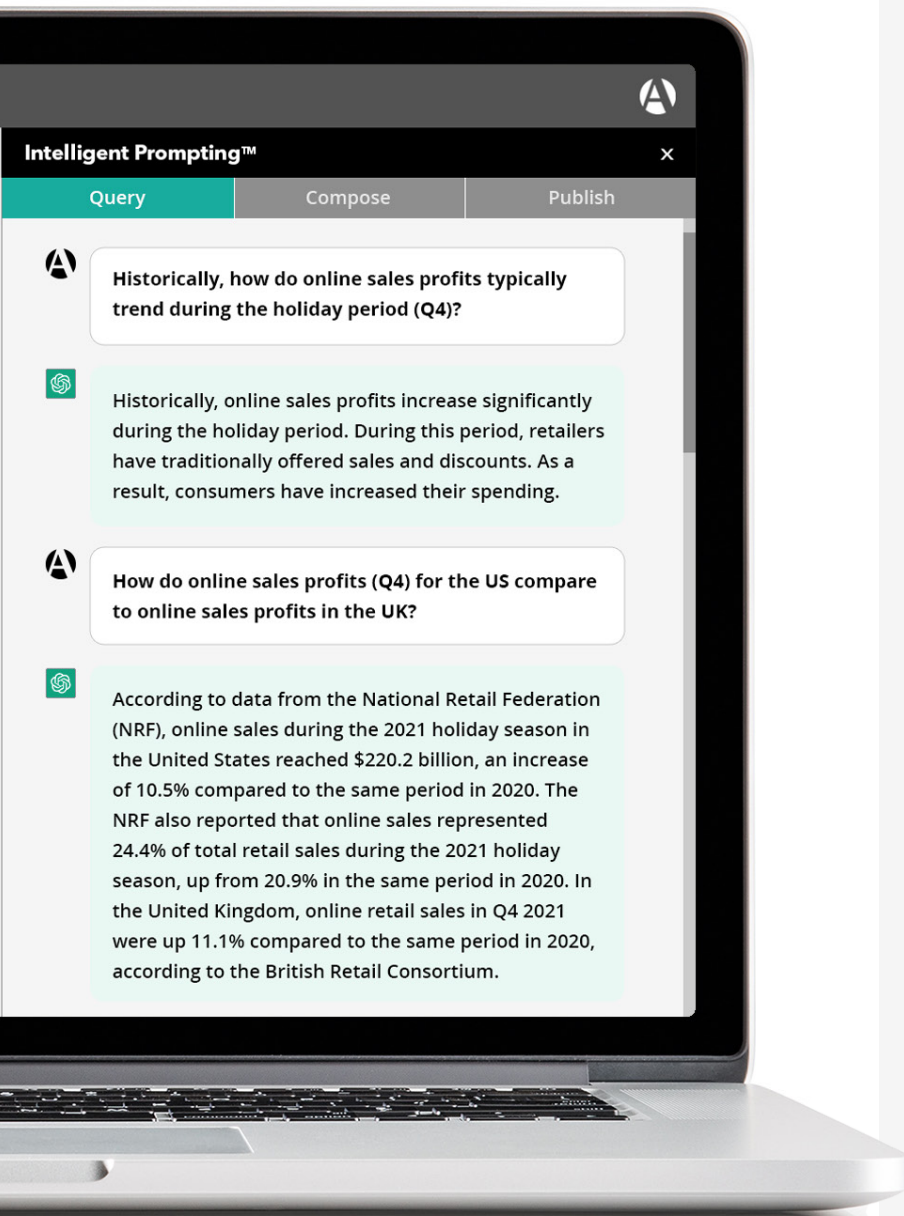 Intelligent Prompting™
x
Query
Compose
Publish
Historically, how do online sales profits typically
trend during the holiday period (Q4)?
Historically, online sales profits increase significantly
during the holiday period. During this period, retailers
have traditionally offered sales and discounts. As a
result, consumers have increased their spending.
How do online sales profits (Q4) for the US compare
to online sales profits in the UK?
According to data from the National Retail Federation
(NRF), online sales during the 2021 holiday season in
the United States reached $220.2 billion, an increase
of 10.5% compared to the same period in 2020. The
NRF also reported that online sales represented
24.4% of total retail sales during the 2021 holiday
season, up from 20.9% in the same period in 2020. In
the United Kingdom, online retail sales in Q4 2021
were up 11.1% compared to the same period in 2020,
according to the British Retail Consortium.